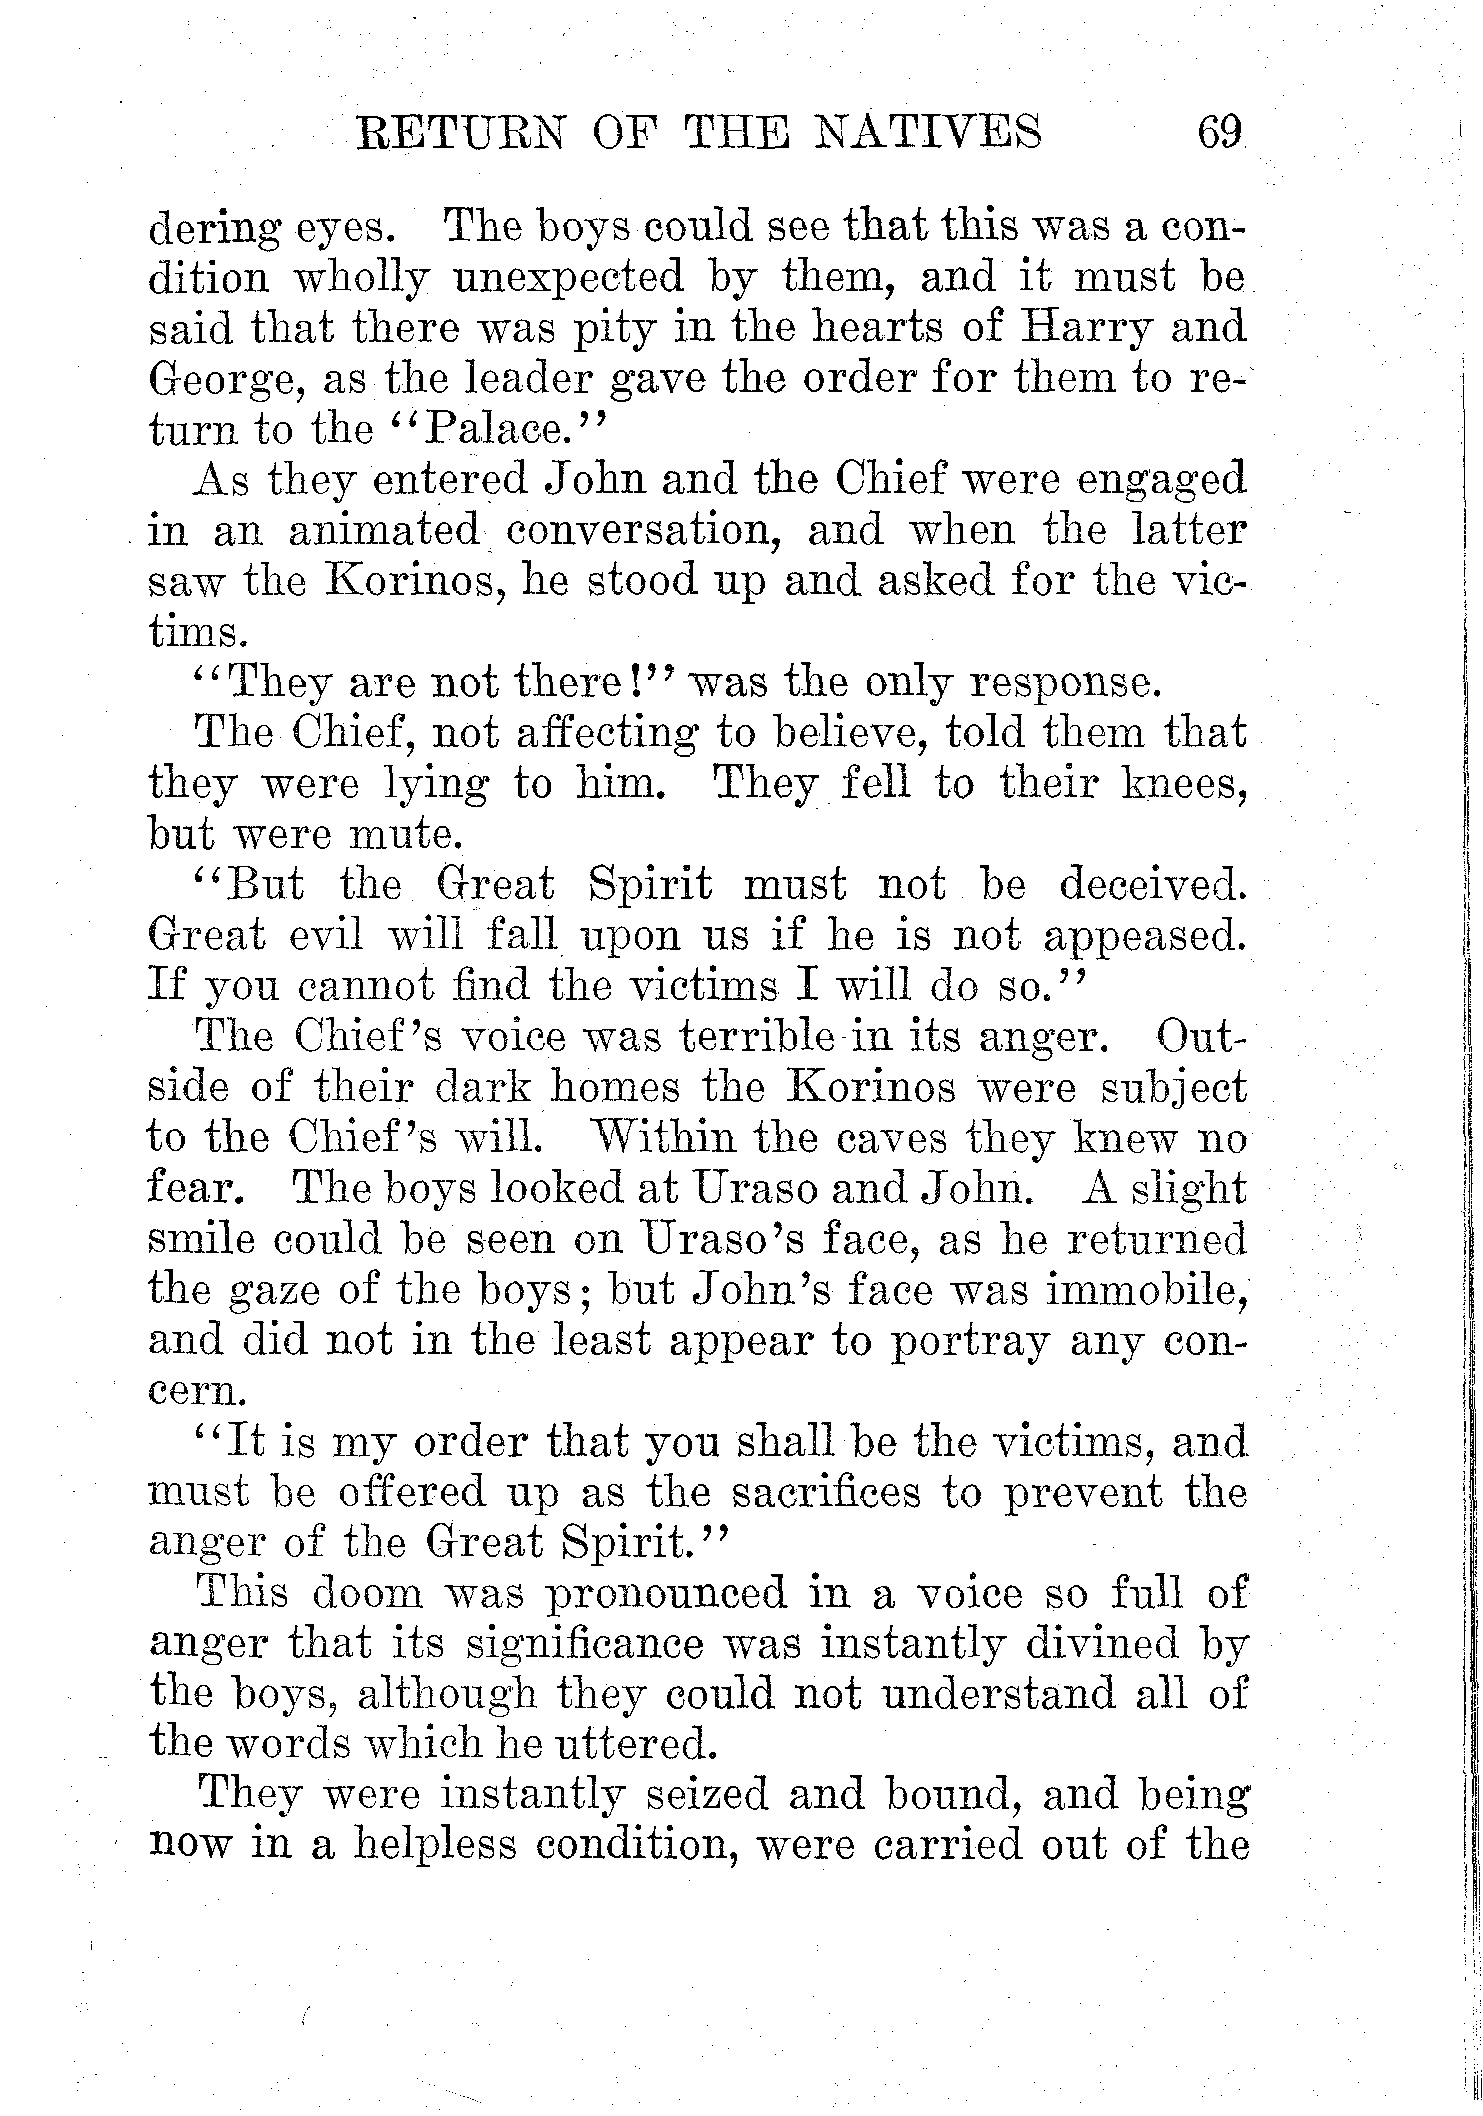 RETURN OF THE NATIVES 69
dering eyes. The boys could see that this was a con-
dition wholly unexpected by them, and it must be
said that there was pity in the hearts of Harry and
George, as the leader gave the order for them to re-
turn to the "Palace."
As they entered John and the Chief were engaged
in an animated conversation, and when the latter
saw the Korinos, he stood up and asked for the vic-
tims.
"They are not there!" was the only response.
The Chief, not affecting to believe, told them that
they were lying to him. They fell to their knees,
but were mute.
"But the Great Spirit must not be deceived.
Great evil will fall upon us if he is not appeased.
If you cannot find the victims I will do so."
The Chief's voice was terrible in its anger. Out-
side of their dark homes the Korinos were subject
to the Chief's will. Within the caves they knew no
fear. The boys looked at Uraso and John. A slight
smile could be seen on Uraso's face, as he returned
the gaze of the boys; but John's face was immobile,
and did not in the least appear to portray any con-
cern.
"It is my order that you shall be the victims, and
must be offered up as the sacrifices to prevent the
anger of the Great Spirit."
This doom was pronounced in a voice so full of
anger that its significance was instantly divined by
the boys, although they could not understand all of
the words which he uttered.
They were instantly seized and bound, and being
now in a helpless condition, were carried out of the